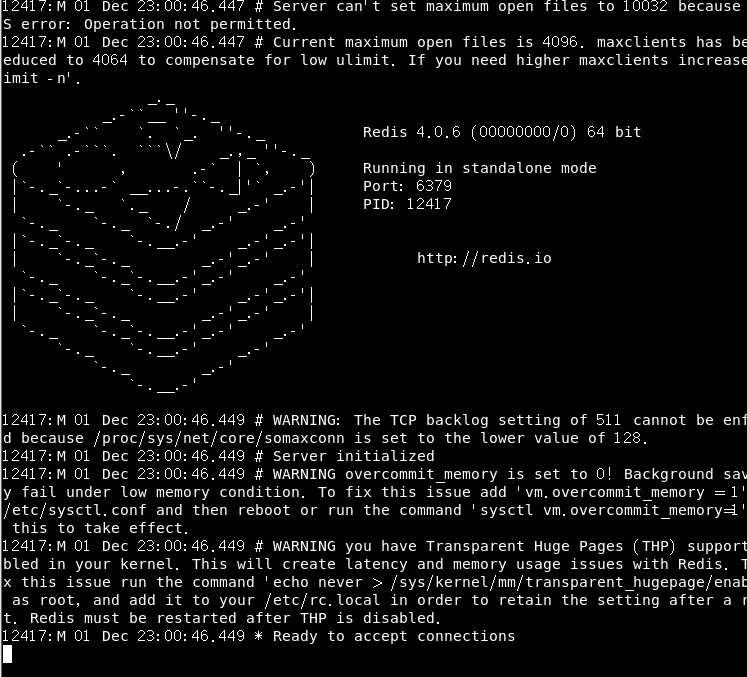 12417:M 01 Dec 23:00:46.447 # Server can't set maximum open files to 10032 because
S error: Operation not permitted.
12417:M 01 Dec 23:00:46.447 # Current maximum open files is 4096. maxclients has be
educed to 4064 to compensate for low ulimit. If you need higher maxclients increase
imit -n'.
Redis 4.0.6 (00000000/0) 64 bit
Running in standalone mode
Port: 6379
PID: 12417
http://redis.io
12417:M 01 Dec 23:00:46.449 # WARNING: The TCP backlog setting of 511 cannot be enf
d because /proc/sys/net/core/somaxconn is set to the lower value of 128.
12417:M 01 Dec 23:00:46.449 # Server initialized
12417:M 01 Dec 23:00:46.449 # WARNING overcommit_memory is set to 0! Background sav
y fail under low memory condition. To fix this issue add 'vm.overcommit_memory = 1'
/etc/sysctl.conf and then reboot or run the command 'sysctl vm.overcommit_memory=1'
this to take effect.
12417:M 01 Dec 23:00:46.449 # WARNING you have Transparent Huge Pages (THP) support
bled in your kernel. This will create latency and memory usage issues with Redis. T
x this issue run the command 'echo never > /sys/kernel/mm/transparent_hugepage/enab
as root, and add it to your /etc/rc.local in order to retain the setting after a r
t. Redis must be restarted after THP is disabled.
12417:M 01 Dec 23:00:46.449 * Ready to accept connections